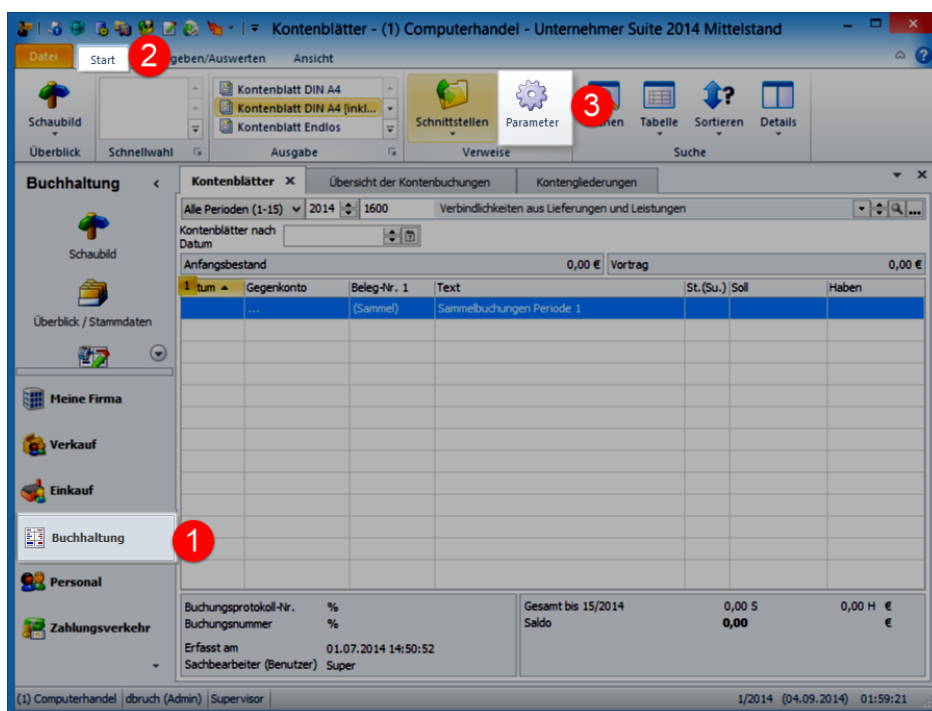 Kontenblätter - (1) Computerhandel - Unternehmer Suite 2014 Mittelstand
Datei Start 2 geben/Auswerten Ansicht
Kontenblatt DIN A4
Kontenblatt DIN A4 [inkl...
Kontenblatt Endlos
Schaubild Schnittstellen Parameter 3 Tabelle Sortieren Details
Überblick Schnellwahl Ausgabe Verweise Suche
Buchhaltung
Kontenblätter Übersicht der Kontenbuchungen Kontengliederungen
Alle Perioden (1-15) 2014 1600 Verbindlichkeiten aus Lieferungen und Leistungen
Kontenblätter nach
Datum
Anfangsbestand 0,00 € Vortrag 0,00 €
1 tum Gegenkonto Beleg-Nr. 1 Text St.(Su.) Soll Haben
... (Sammel) Sammelbuchungen Periode 1
Schaubild
Überblick / Stammdaten
Meine Firma
Verkauf
Einkauf
Buchhaltung 1
Personal
Zahlungsverkehr
Buchungsprotokoll-Nr. % Gesamt bis 15/2014 0,00 S 0,00 H €
Buchungsnummer % Saldo 0,00 €
Erfasst am 01.07.2014 14:50:52
Sachbearbeiter (Benutzer) Super
(1) Computerhandel dbruch (Admin) Supervisor 1/2014 (04.09.2014) 01:59:21